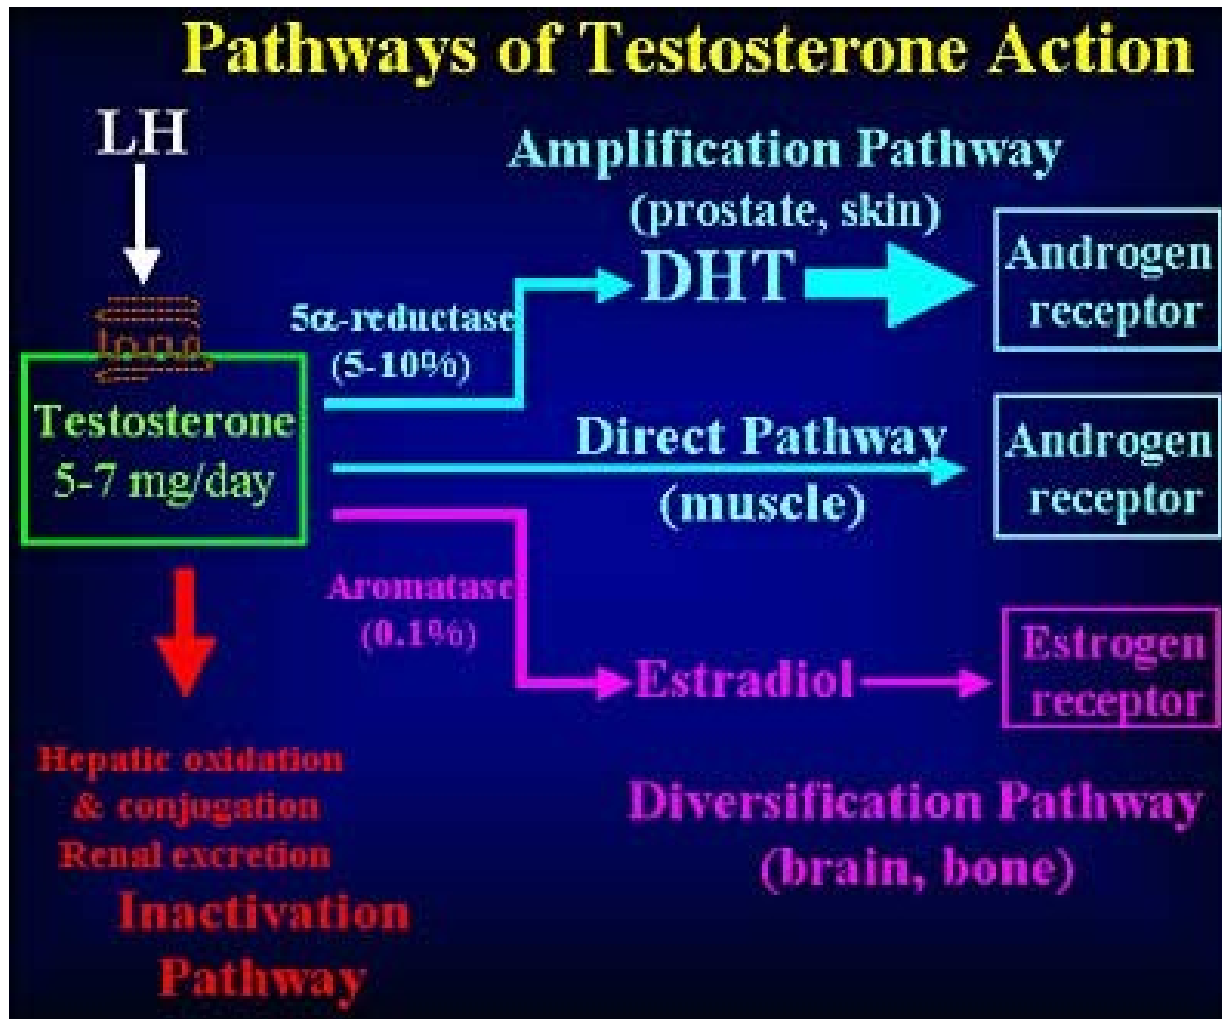 Pathways of Testosterone Action
LH
Amplification Pathway
(prostate, skin)
DHT
Androgen
receptor
5α-reductase
(5-10%)
Testosterone
5-7 mg/day
Direct Pathway
(muscle)
Androgen
receptor
Aromatase
(0.1%)
Estradiol
Estrogen
receptor
Diversification Pathway
(brain, bone)
Hepatic oxidation
& conjugation
Renal excretion
Inactivation
Pathway